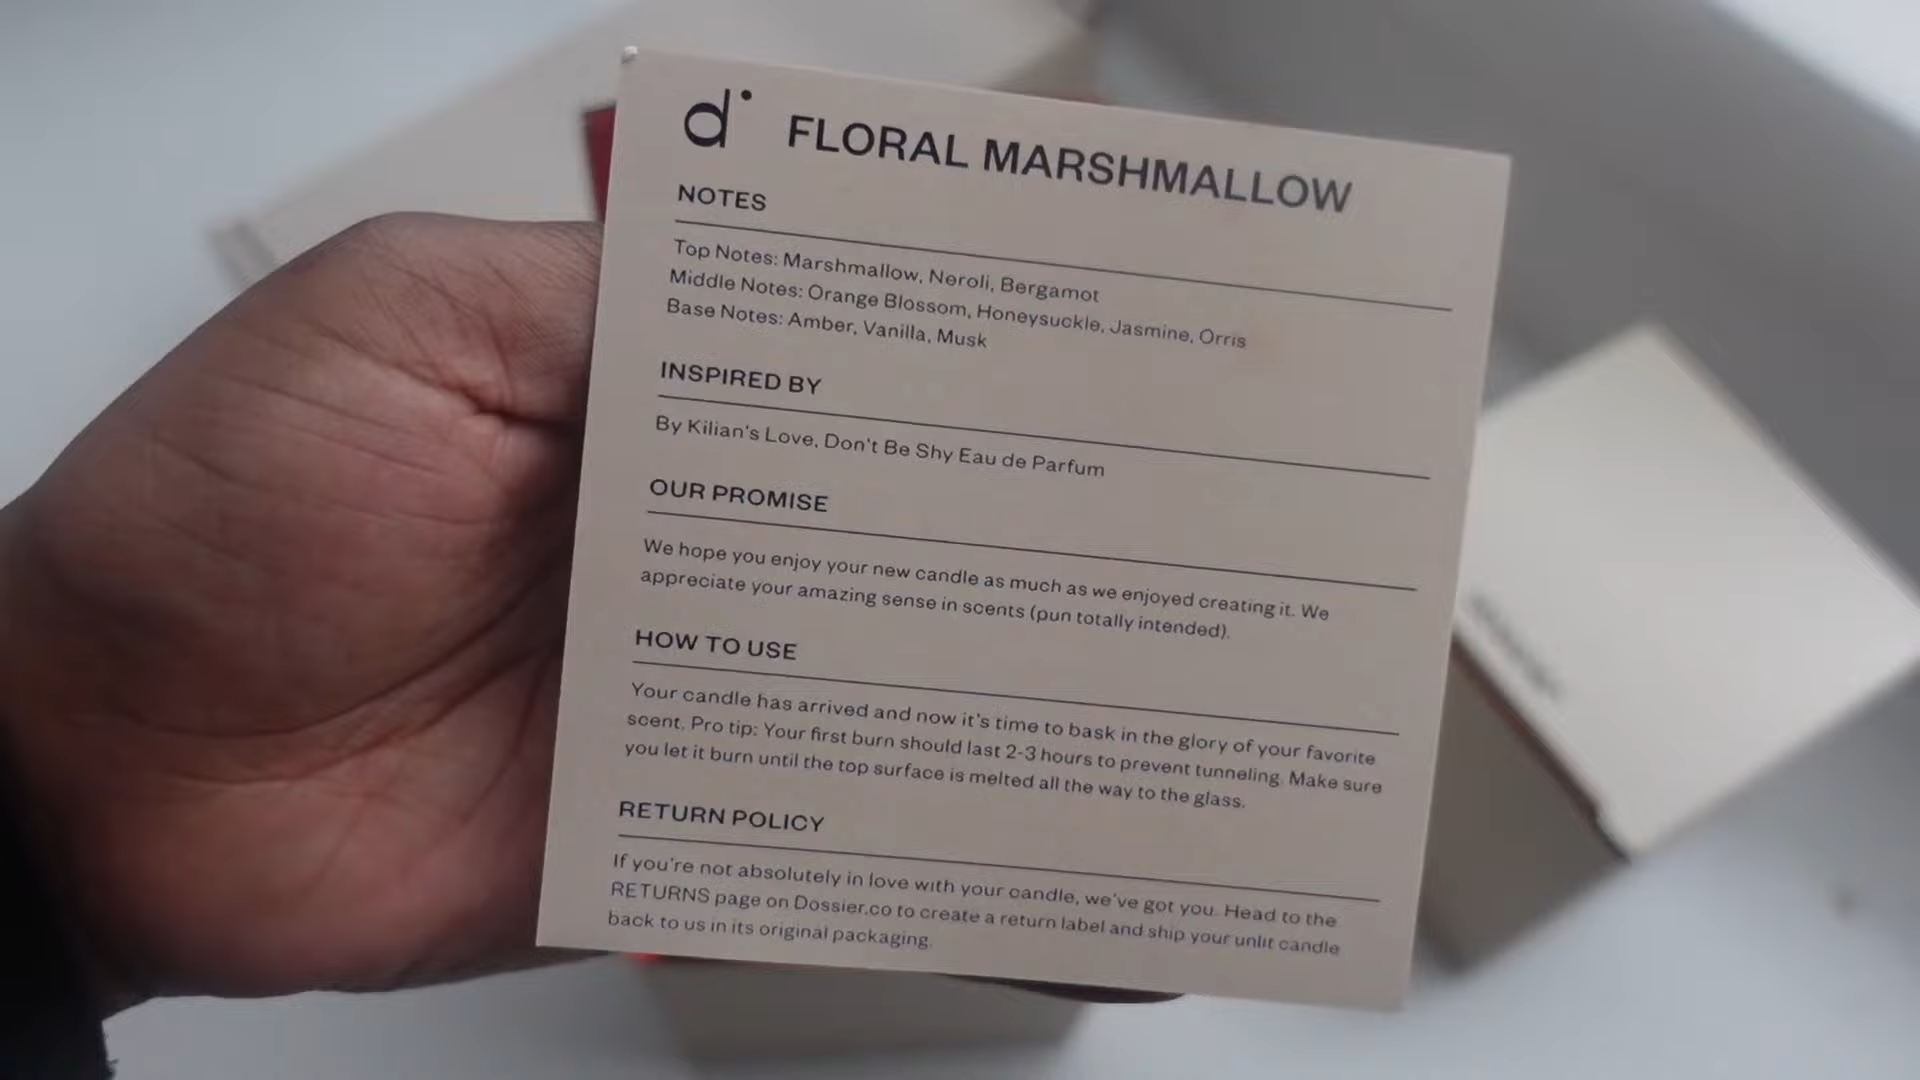 d· FLORAL MARSHMALLOW
NOTES
Top Notes: Marshmallow, Neroli, Bergamot
Middle Notes: Orange Blossom, Honeysuckle, Jasmine, Orris
Base Notes: Amber, Vanilla, Musk
INSPIRED BY
By Kilian's Love, Don't Be Shy Eau de Parfum
OUR PROMISE
We hope you enjoy your new candle as much as we enjoyed creating it. We
appreciate your amazing sense in scents (pun totally intended).
HOW TO USE
Your candle has arrived and now it's time to bask in the glory of your favorite
scent. Pro tip: Your first burn should last 2-3 hours to prevent tunneling. Make sure
you let it burn until the top surface is melted all the way to the glass.
RETURN POLICY
If you're not absolutely in love with your candle, we've got you. Head to the
RETURNS page on Dossier.co to create a return label and ship your unlit candle
back to us in its original packaging.